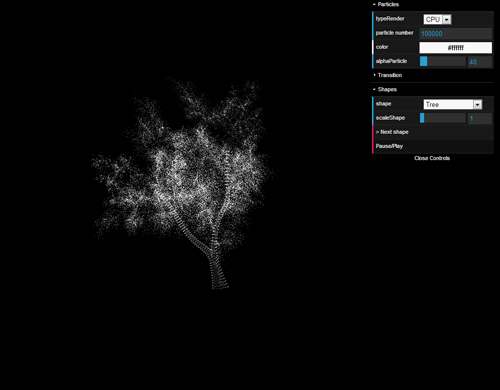 Particles
typeRender CPU
particle number 100000
color #ffffff
alphaParticle 40
Transition
Shapes
shape Tree
scaleShape 1
> Next shape
Pause/Play
Close Controls